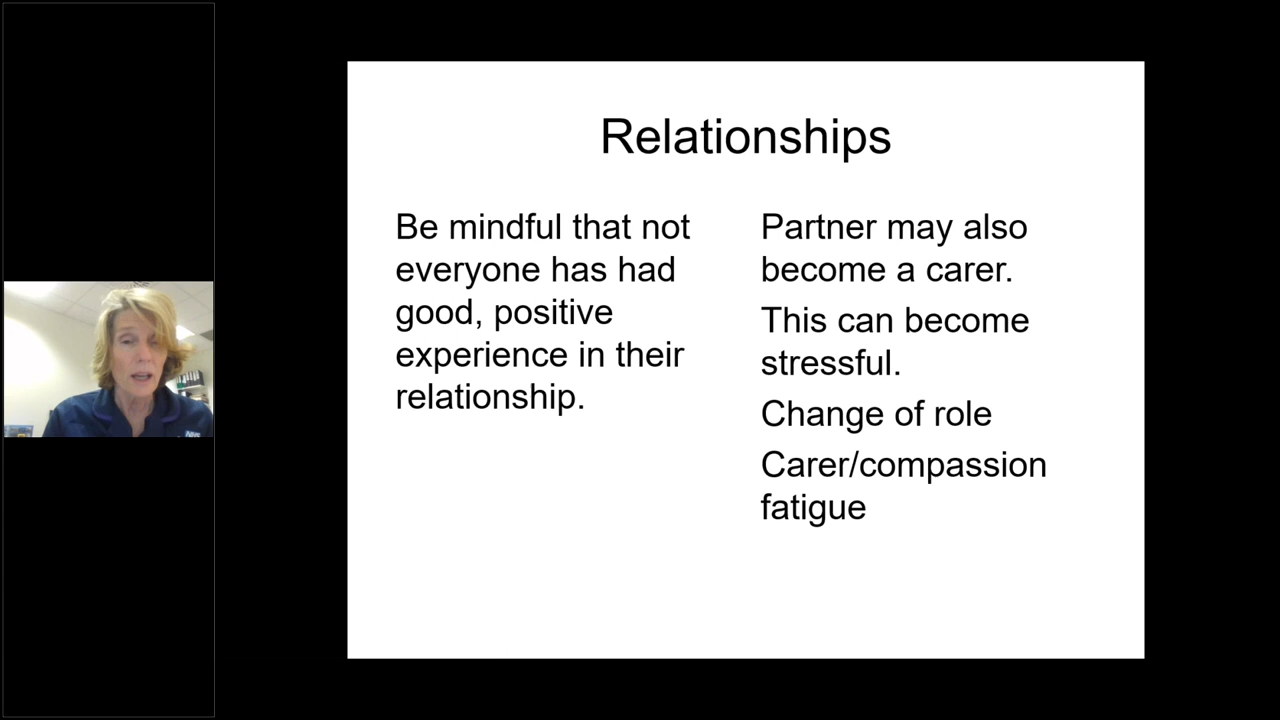 Relationships
Be mindful that not
everyone has had
good, positive
experience in their
relationship.
Partner may also
become a carer.
This can become
stressful.
Change of role
Carer/compassion
fatigue